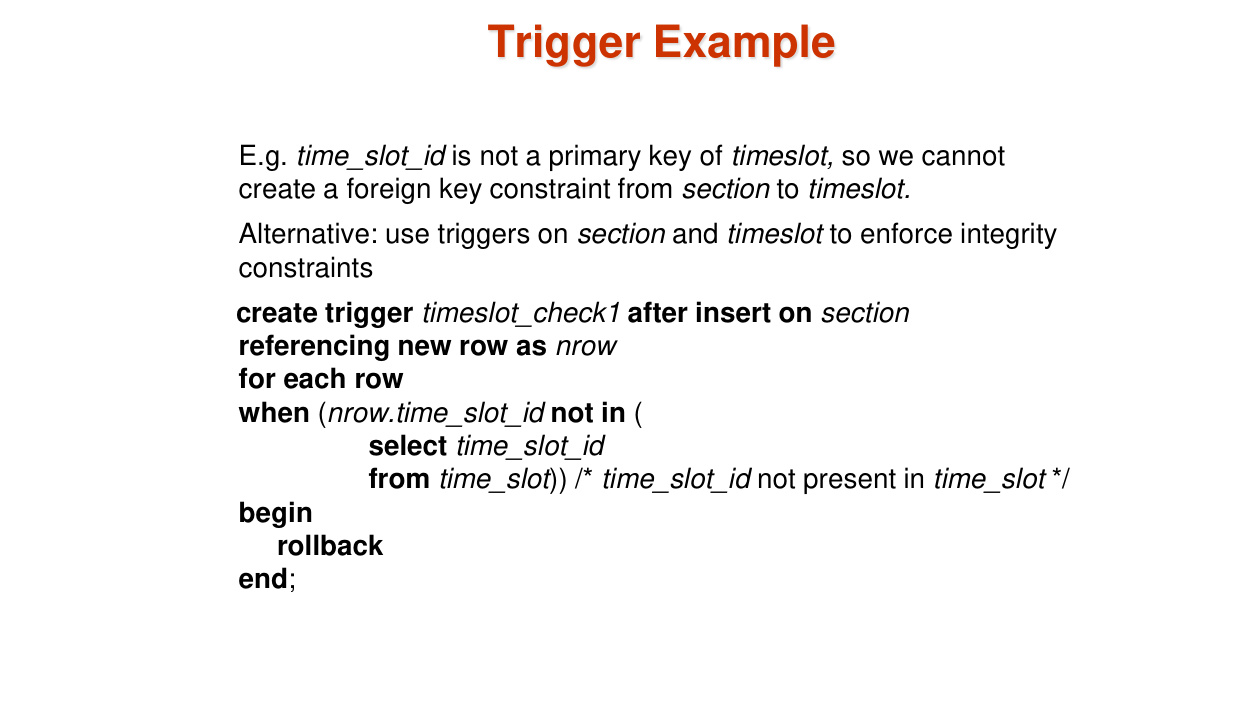 Trigger Example
E.g. time_slot_id is not a primary key of timeslot, so we cannot
create a foreign key constraint from section to timeslot.
Alternative: use triggers on section and timeslot to enforce integrity
constraints
create trigger timeslot_check1 after insert on section
referencing new row as nrow
for each row
when (nrow.time_slot_id not in (
select time_slot_id
from time_slot)) /* time_slot_id not present in time_slot */
begin
rollback
end;